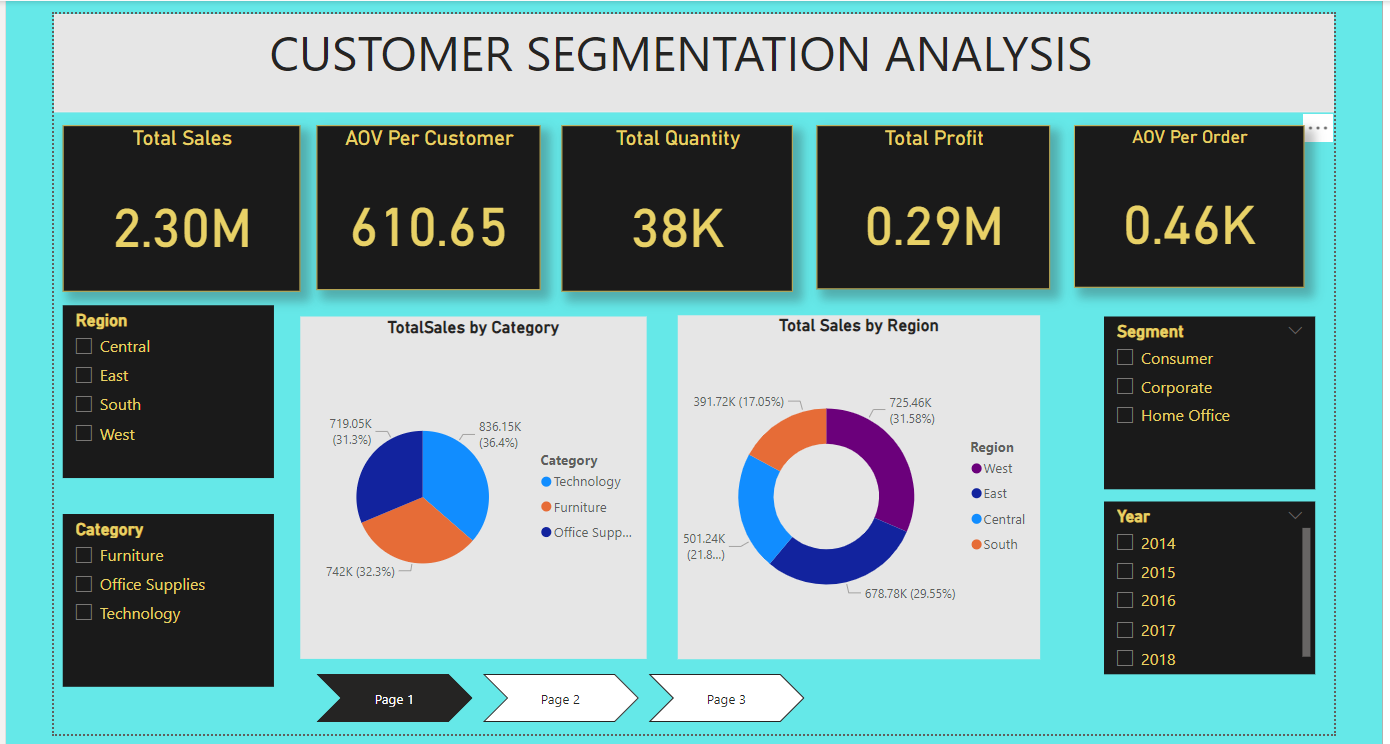 CUSTOMER SEGMENTATION ANALYSIS
Total Sales
2.30M
AOV Per Customer
610.65
Total Quantity
38K
Total Profit
0.29M
AOV Per Order
0.46K
Region
Central
East
South
West
Category
Furniture
Office Supplies
Technology
TotalSales by Category
719.05K
(31.3%)
836.15K
(36.4%)
742K (32.3%)
Category
Technology
Furniture
Office Supp...
Total Sales by Region
391.72K (17.05%)
725.46K
(31.58%)
501.24K
(21.8...)
678.78K (29.55%)
Region
West
East
Central
South
Segment
Consumer
Corporate
Home Office
Year
2014
2015
2016
2017
2018
Page 1
Page 2
Page 3